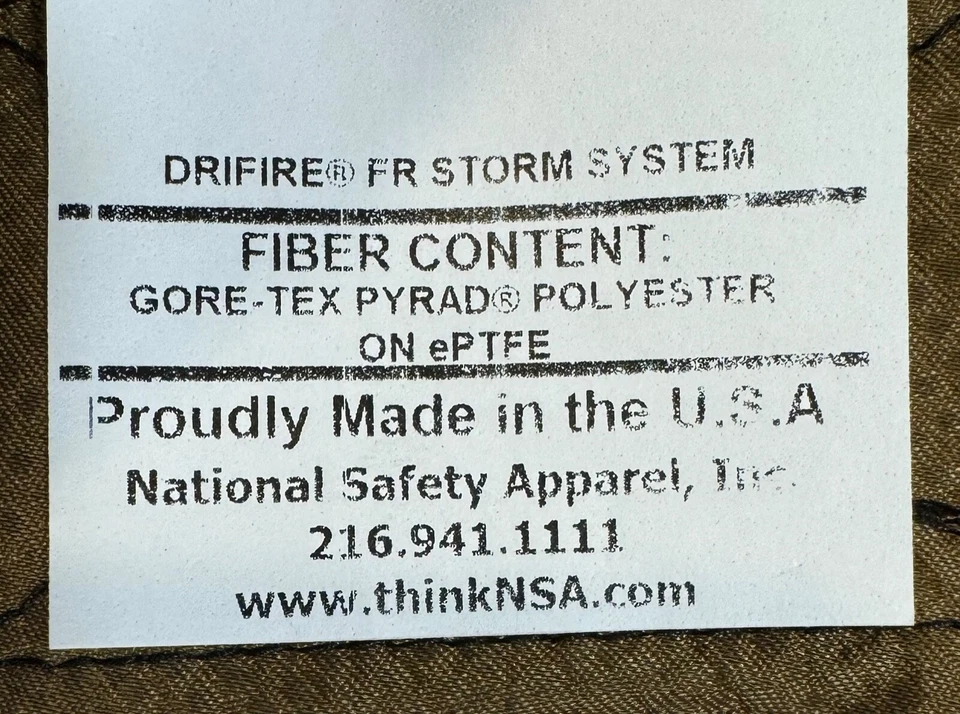 DRIFIRE® FR STORM SYSTEM
FIBER CONTENT:
GORE-TEX PYRAD® POLYESTER
ON ePTFE
Proudly Made in the U.S.A
National Safety Apparel, Inc.
216.941.1111
www.thinkNSA.com